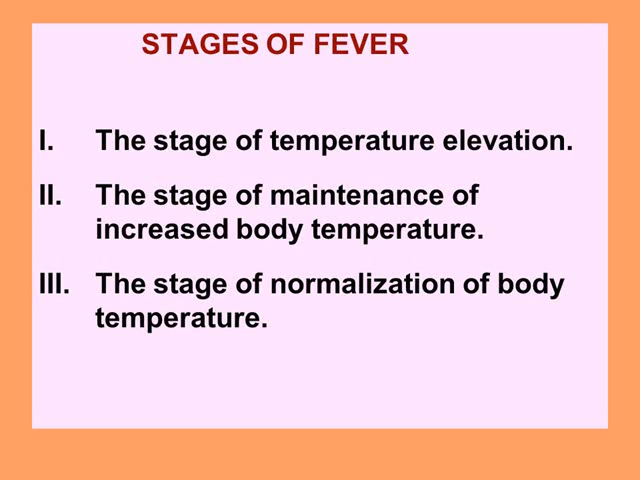 STAGES OF FEVER
I. The stage of temperature elevation.
II. The stage of maintenance of
increased body temperature.
III. The stage of normalization of body
temperature.